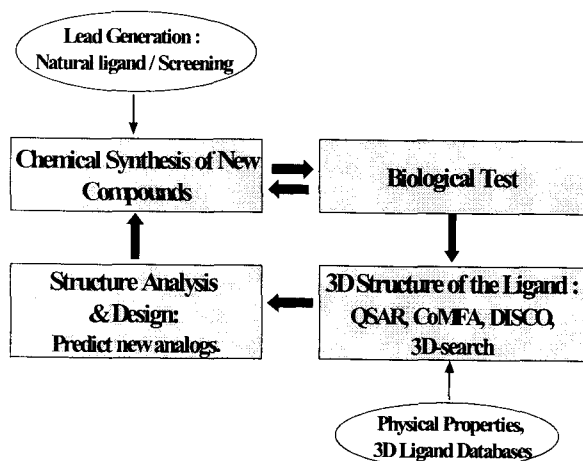 Lead Generation :
Natural ligand / Screening
Chemical Synthesis of New
Compounds
Biological Test
Structure Analysis
& Design:
Predict new analogs.
3D Structure of the Ligand :
QSAR, CoMFA, DISCO,
3D-search
Physical Properties,
3D Ligand Databases